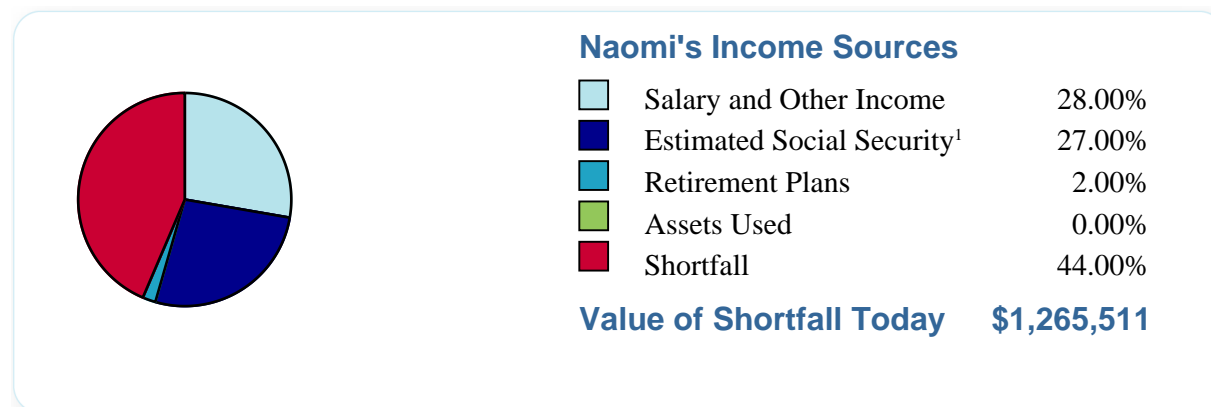 Naomi's Income Sources
Salary and Other Income 28.00%
Estimated Social Security¹ 27.00%
Retirement Plans 2.00%
Assets Used 0.00%
Shortfall 44.00%
Value of Shortfall Today $1,265,511